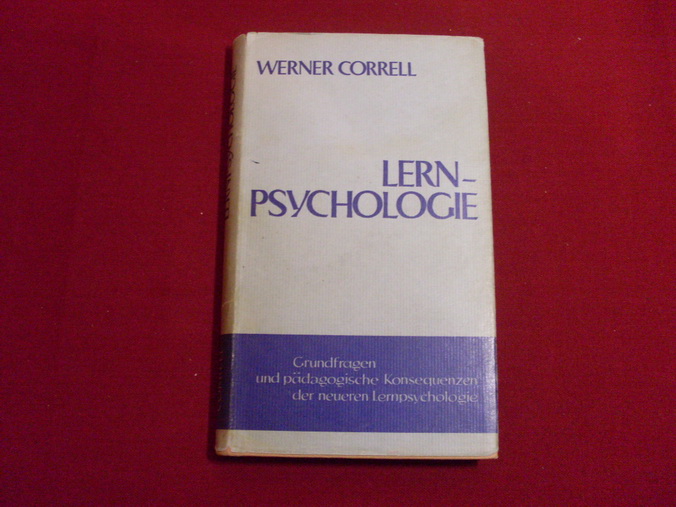 WERNER CORRELL
LERN-
PSYCHOLOGIE
Grundfragen
und pädagogische Konsequenzen
der neueren Lernpsychologie